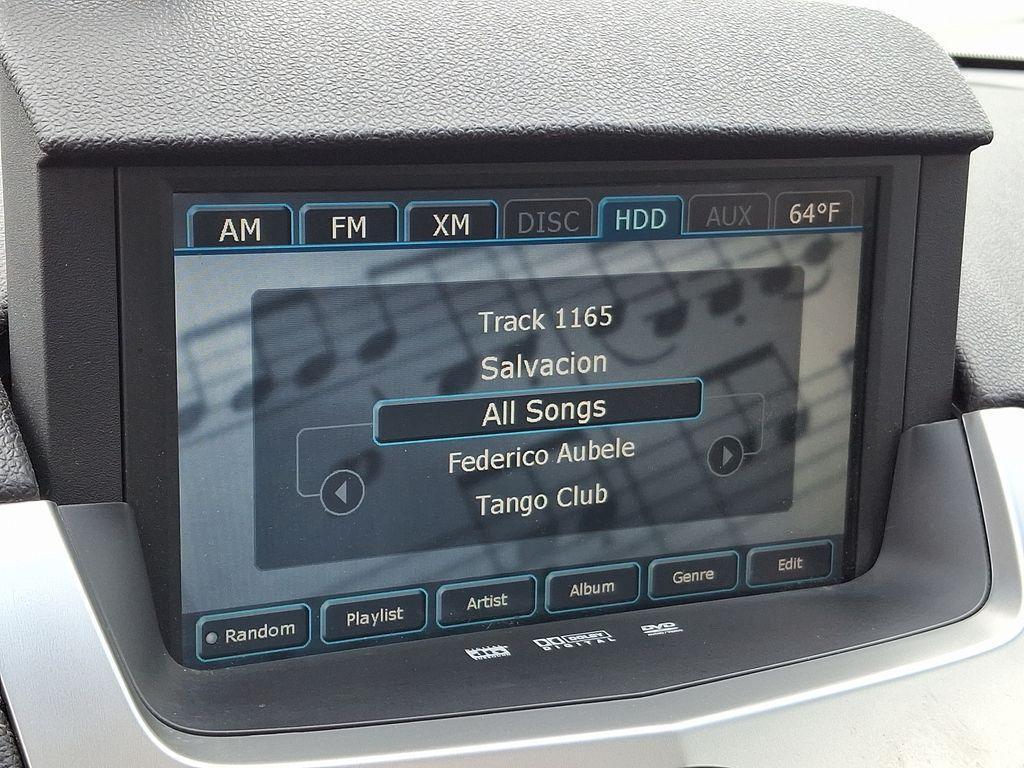 AM FM XM DISC HDD AUX 64°F
Track 1165
Salvacion
All Songs
Federico Aubele
Tango Club
Random Playlist Artist Album Genre Edit
DOLBY
DIGITAL
DVD